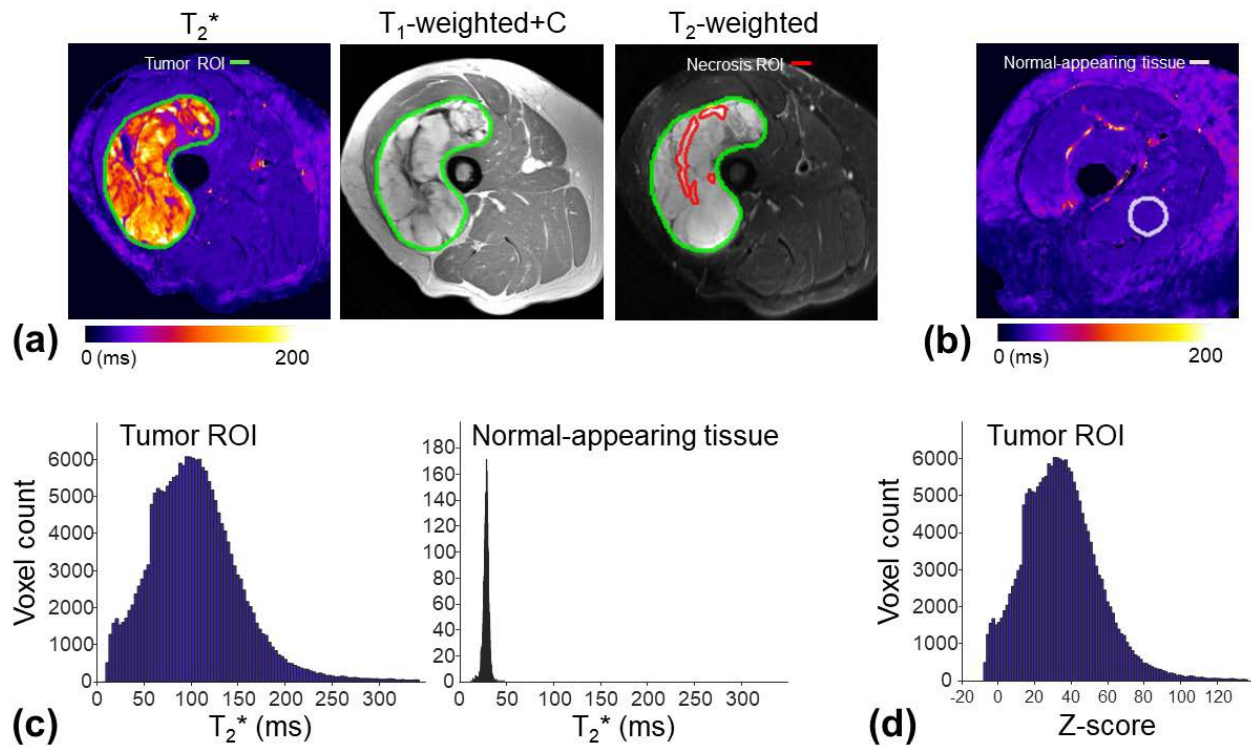 T2* T1-weighted+C T2-weighted
Tumor ROI
Necrosis ROI
Normal-appearing tissue
(a)
0 (ms) 200
(b)
0 (ms) 200
Tumor ROI
Voxel count
6000
5000
4000
3000
2000
1000
0
0 50 100 150 200 250 300
T2* (ms)
(c)
Normal-appearing tissue
180
160
140
120
100
80
60
40
20
0
0 50 100 150 200 250 300
T2* (ms)
Tumor ROI
Voxel count
6000
5000
4000
3000
2000
1000
0
-20 0 20 40 60 80 100 120
Z-score
(d)